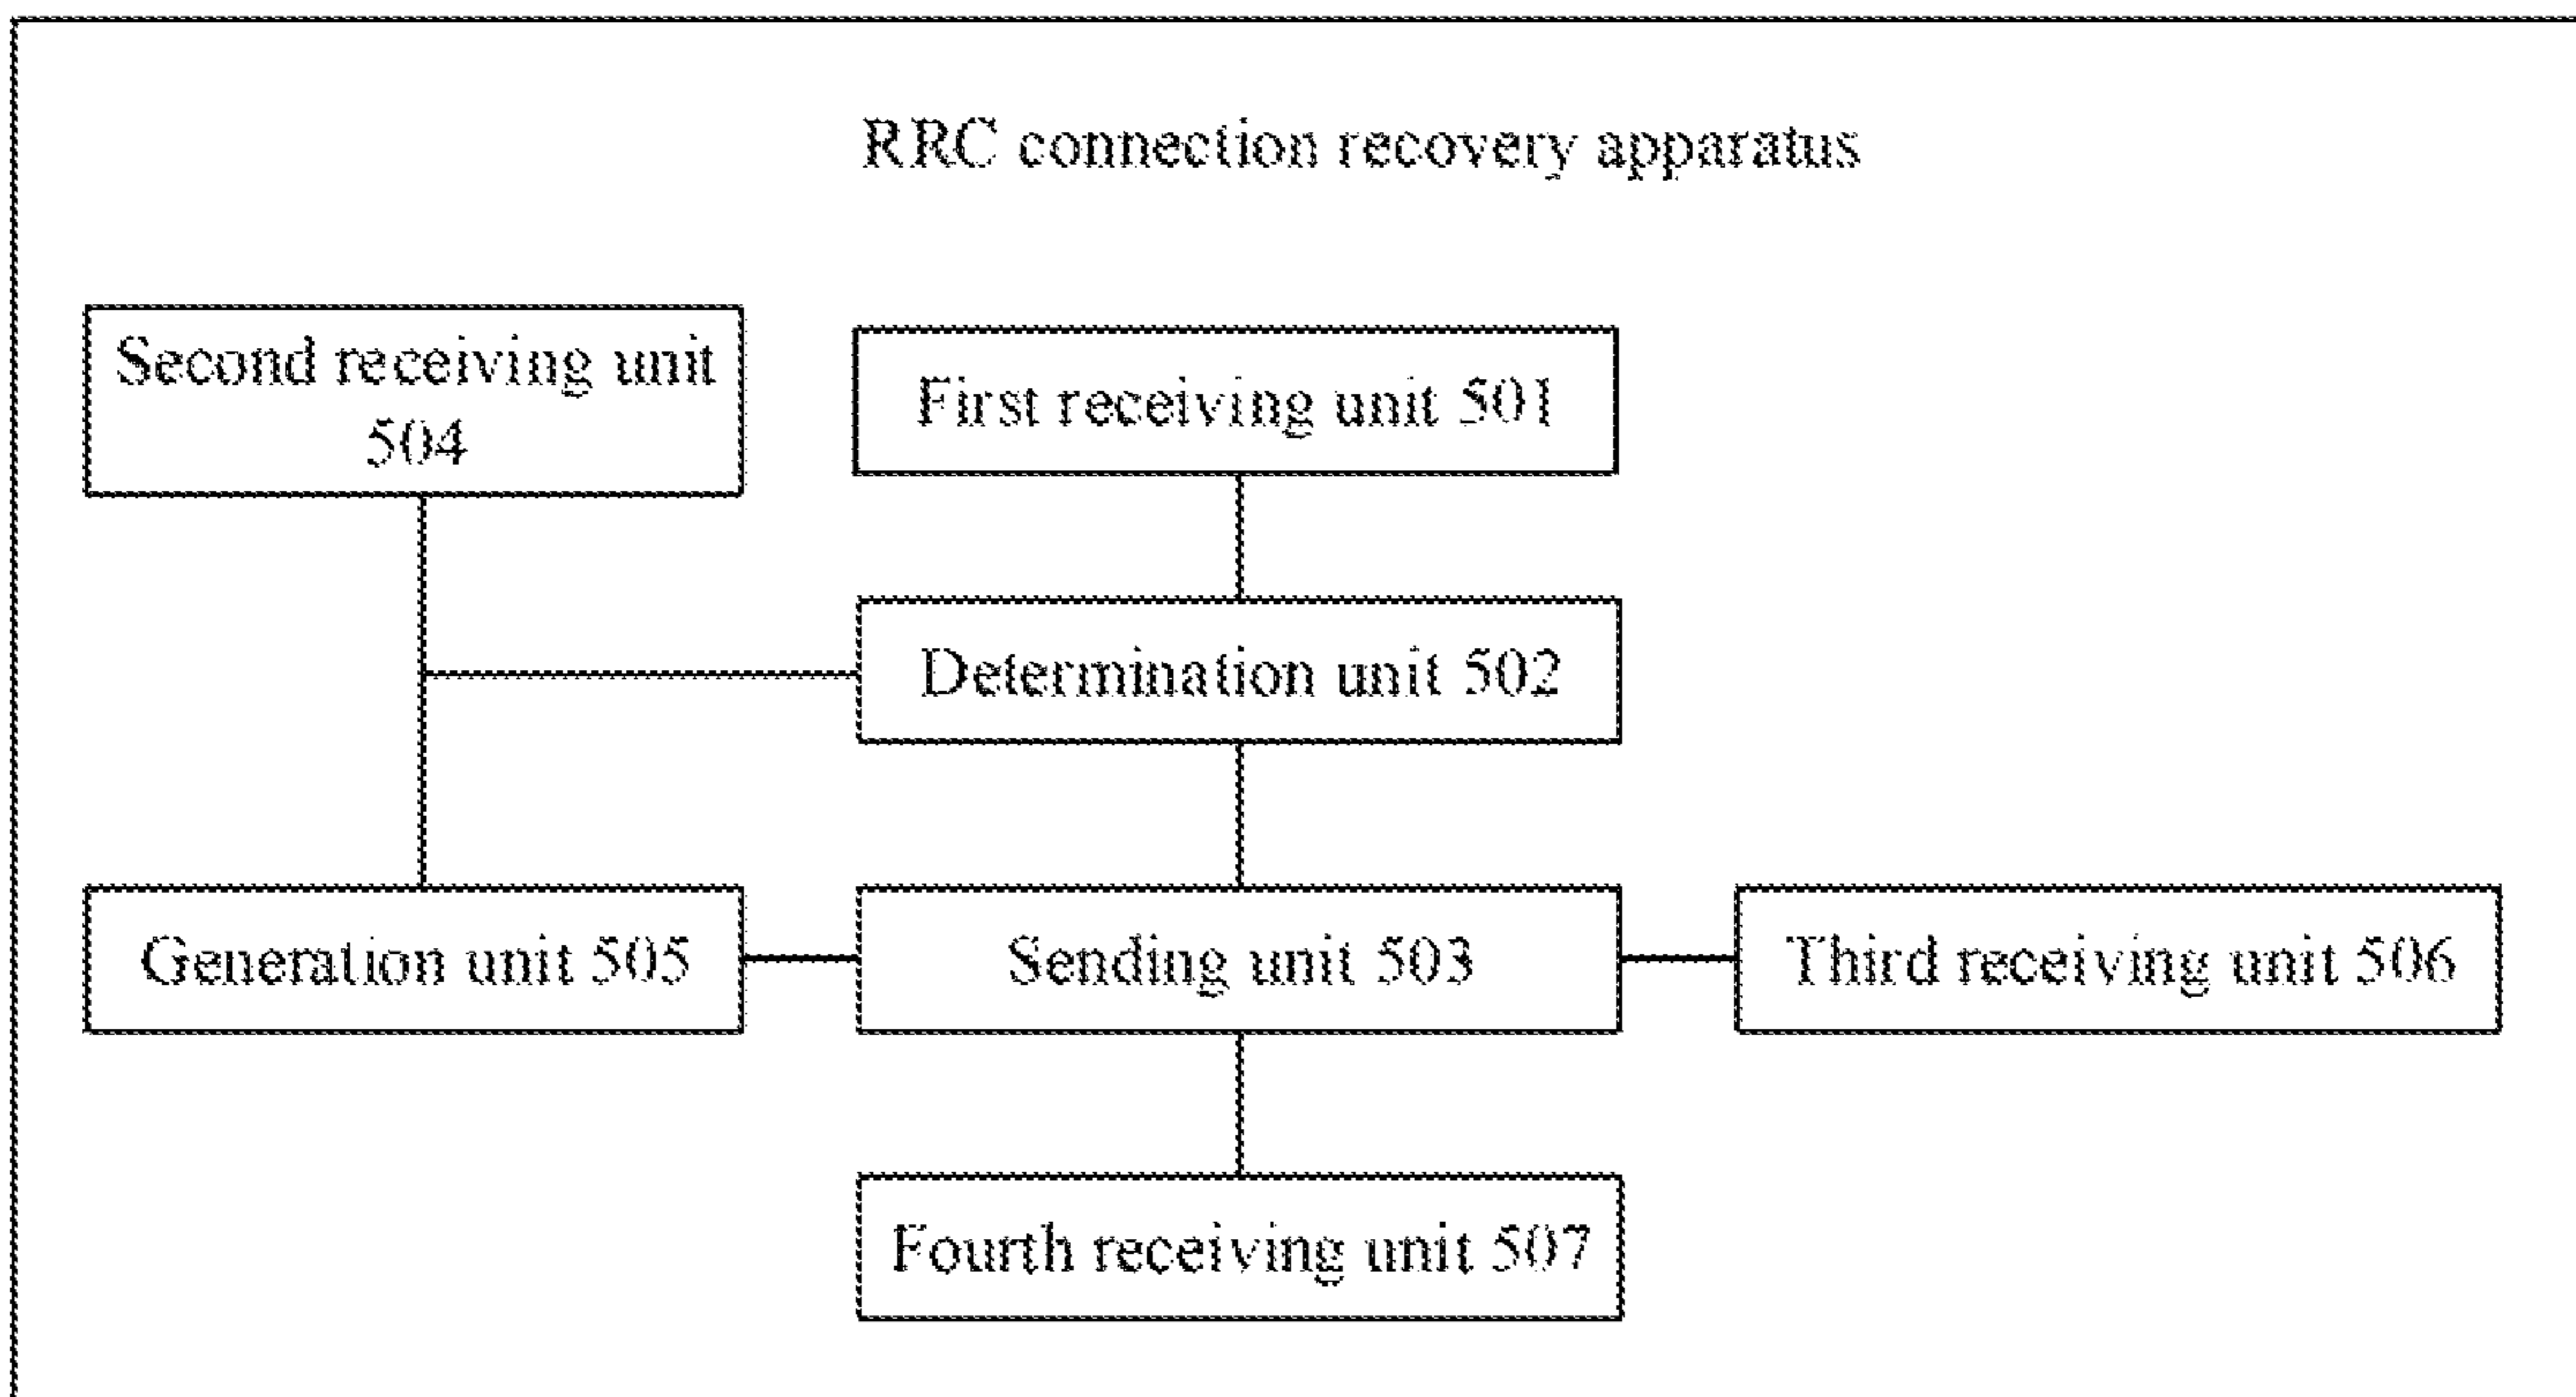 RRC connection recovery apparatus
Second receiving unit
504
First receiving unit 501
Determination unit 502
Generation unit 505
Sending unit 503
Third receiving unit 506
Fourth receiving unit 507